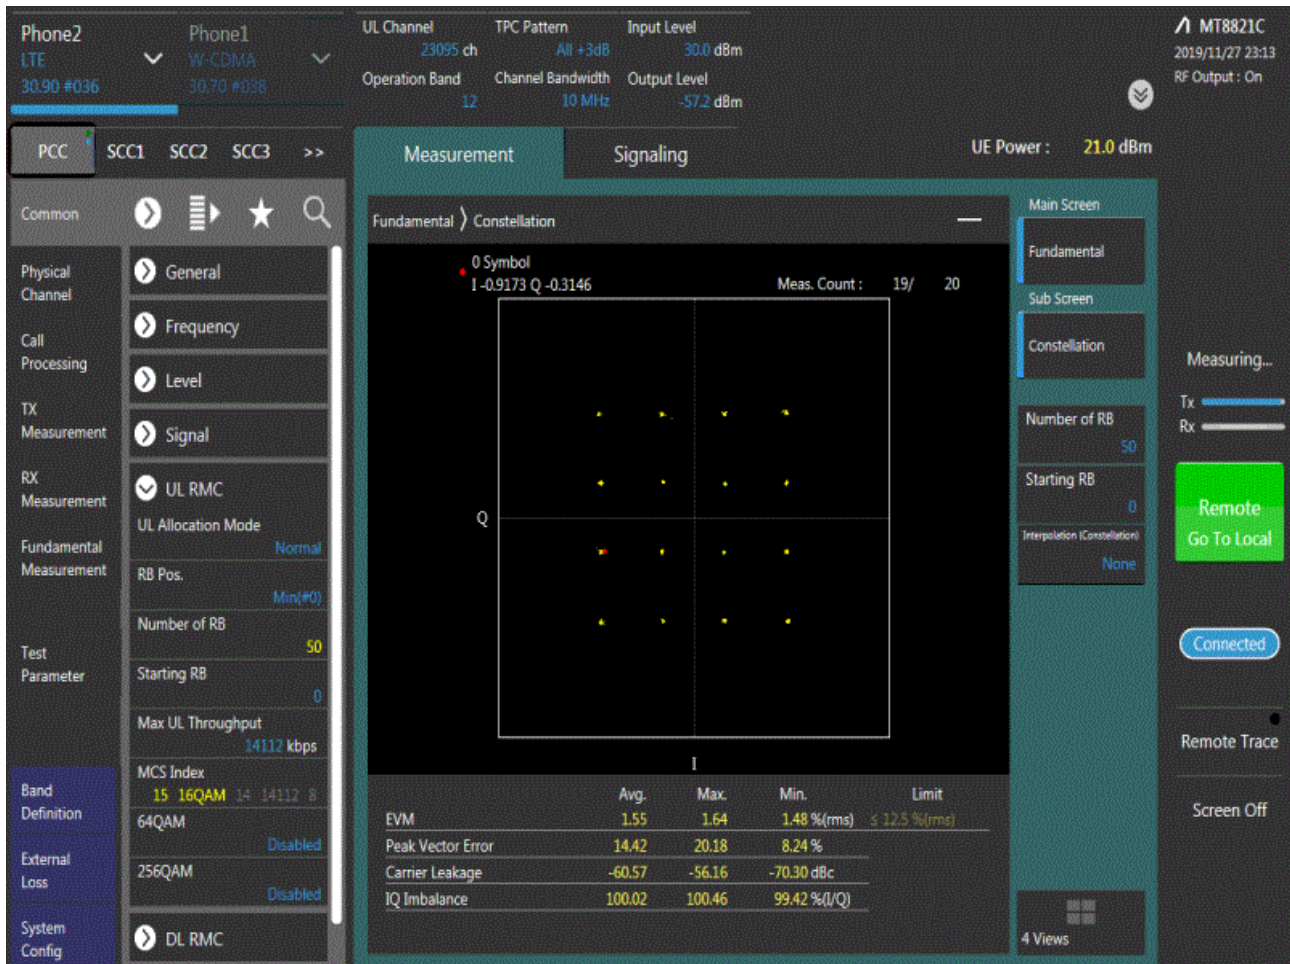 Phone2
LTE
30.90 #036
Phone1
W-CDMA
30.70 #038
UL Channel
23095 ch
TPC Pattern
All +3dB
Input Level
30.0 dBm
Operation Band
12
Channel Bandwidth
10 MHz
Output Level
-57.2 dBm
MT8821C
2019/11/27 23:13
RF Output : On
PCC SCC1 SCC2 SCC3 >>
Measurement
Signaling
UE Power : 21.0 dBm
Common
Physical
Channel
Call
Processing
TX
Measurement
RX
Measurement
Fundamental
Measurement
Test
Parameter
Band
Definition
External
Loss
System
Config
General
Frequency
Level
Signal
UL RMC
UL Allocation Mode
Normal
RB Pos.
Min(#0)
Number of RB
50
Starting RB
0
Max UL Throughput
14112 kbps
MCS Index
15 16QAM 14 14112 8
64QAM
Disabled
256QAM
Disabled
DL RMC
Fundamental 〉 Constellation
0 Symbol
I -0.9173 Q -0.3146
Meas. Count : 19/ 20
Q
I
Avg. Max. Min. Limit
EVM 1.55 1.64 1.48 %(rms) ≤ 12.5 %(rms)
Peak Vector Error 14.42 20.18 8.24 %
Carrier Leakage -60.57 -56.16 -70.30 dBc
IQ Imbalance 100.02 100.46 99.42 %(I/Q)
Main Screen
Fundamental
Sub Screen
Constellation
Number of RB
50
Starting RB
0
Interpolation (Constellation)
None
4 Views
Measuring...
Tx
Rx
Remote
Go To Local
Connected
Remote Trace
Screen Off